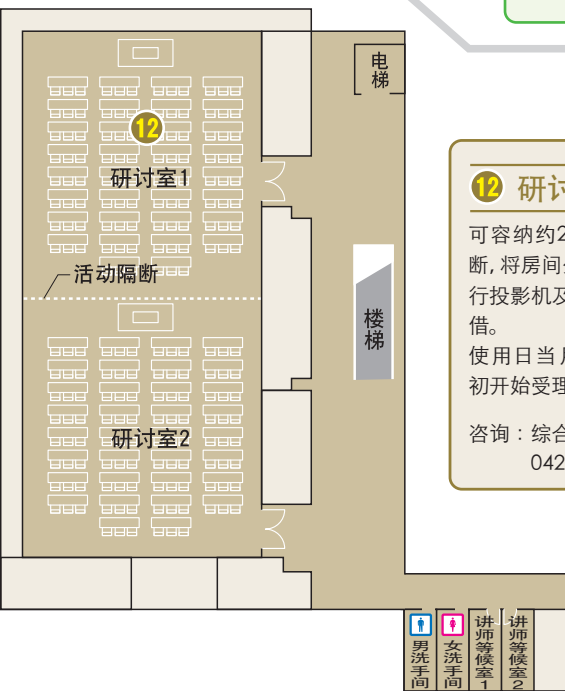 电梯
12
研讨室1
活动隔断
楼梯
研讨室2
男洗手间
女洗手间
讲师等候室1
讲师等候室2
12 研讨
可容纳约2
断,将房间
行投影机及
借。
使用日当月
初开始受理
咨询：综合
042